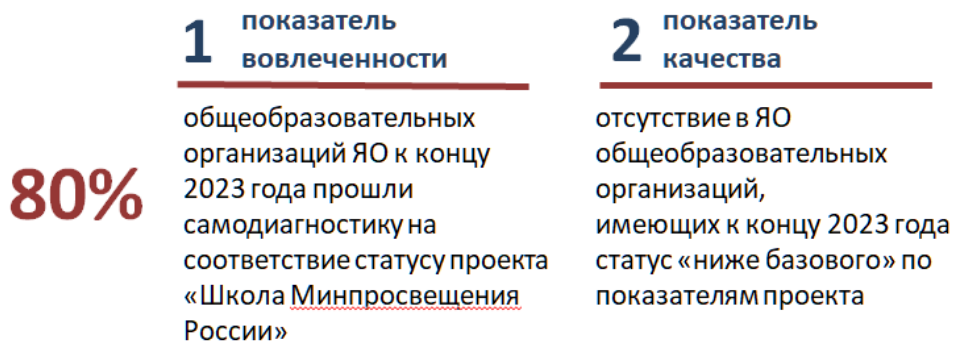 1 показатель
вовлеченности
80%
общеобразовательных
организаций ЯО к концу
2023 года прошли
самодиагностику на
соответствие статусу проекта
«Школа Минпросвещения
России»
2 показатель
качества
отсутствие в ЯО
общеобразовательных
организаций,
имеющих к концу 2023 года
статус «ниже базового» по
показателям проекта